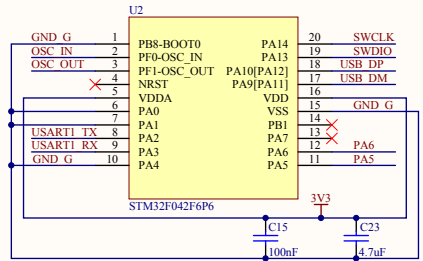 U2
GND_G 1 PB8-BOOT0 PA14 20 SWCLK
OSC_IN 2 PF0-OSC_IN PA13 19 SWDIO
OSC_OUT 3 PF1-OSC_OUT PA10[PA12] 18 USB_DP
4 NRST PA9[PA11] 17 USB_DM
5 VDDA VDD 16
6 PA0 VSS 15 GND_G
7 PA1 PB1 14
USART1_TX 8 PA2 PA7 13
USART1_RX 9 PA3 PA6 12 PA6
GND_G 10 PA4 PA5 11 PA5
STM32F042F6P6
3V3
C15 C23
100nF 4.7uF